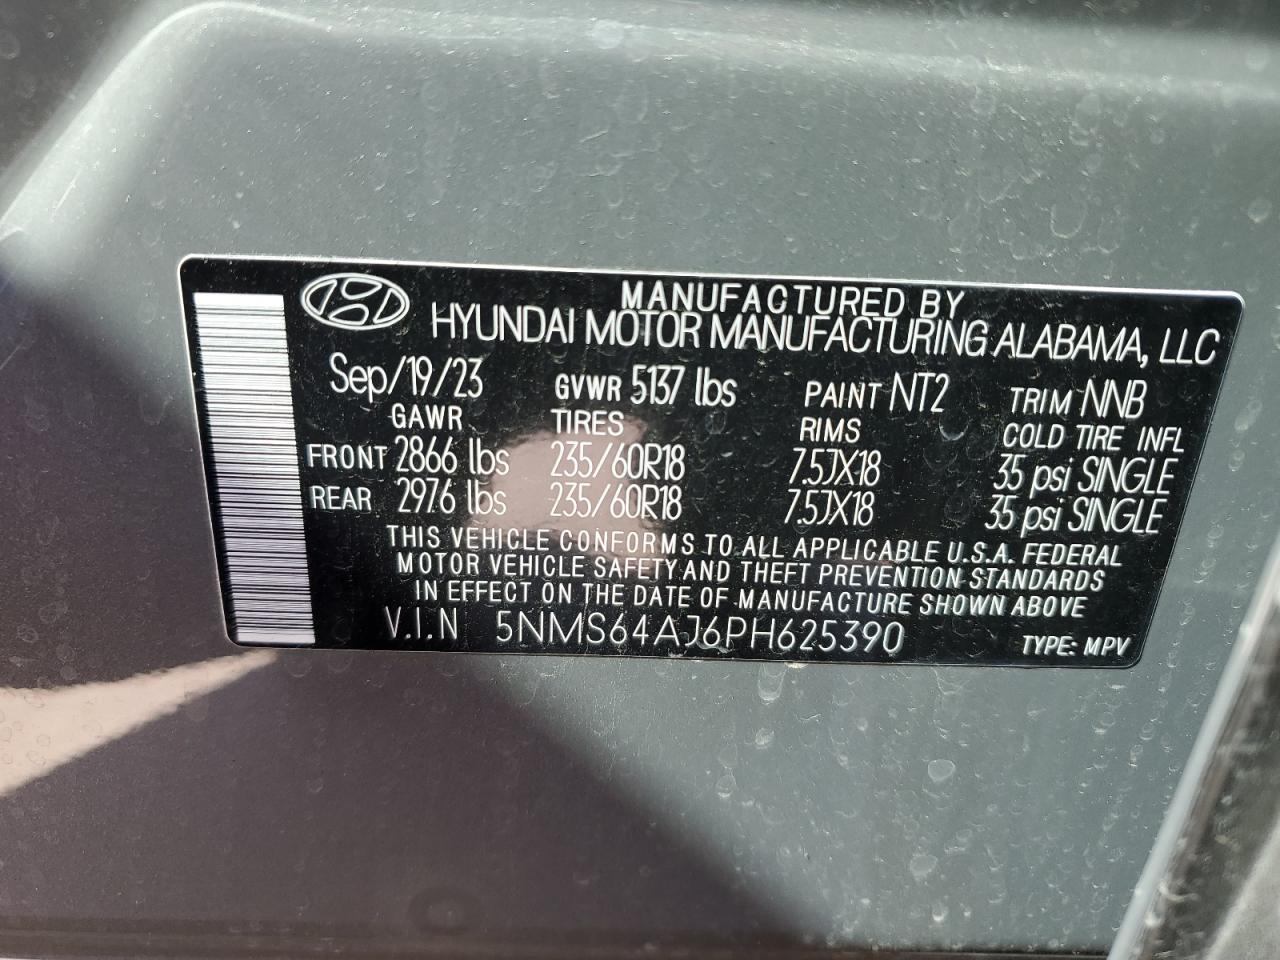 MANUFACTURED BY
HYUNDAI MOTOR MANUFACTURING ALABAMA, LLC
Sep/19/23 GVWR 5137 lbs PAINT NT2 TRIM NNB
GAWR TIRES RIMS COLD TIRE INFL
FRONT 2866 lbs 235/60R18 7.5JX18 35 psi SINGLE
REAR 2976 lbs 235/60R18 7.5JX18 35 psi SINGLE
THIS VEHICLE CONFORMS TO ALL APPLICABLE U.S.A. FEDERAL
MOTOR VEHICLE SAFETY AND THEFT PREVENTION STANDARDS
IN EFFECT ON THE DATE OF MANUFACTURE SHOWN ABOVE
V.I.N 5NMS64AJ6PH625390 TYPE: MPV